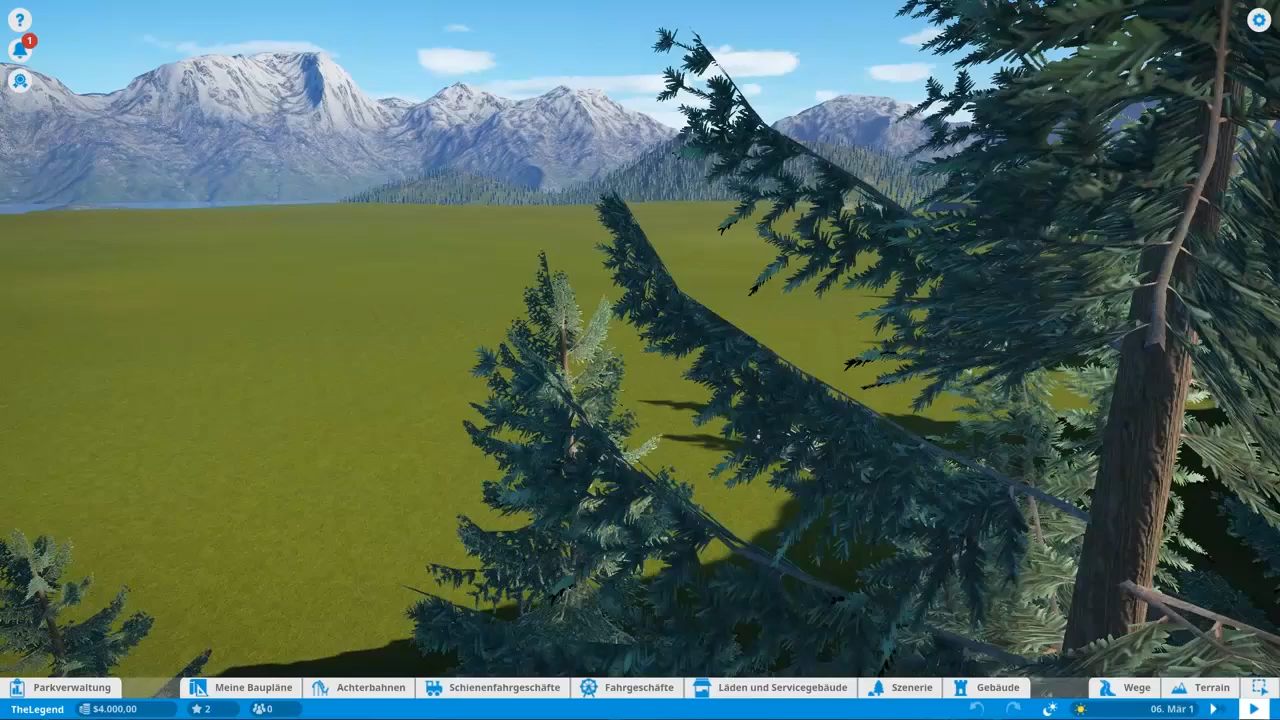 ?
1
Parkverwaltung
Meine Baupläne
Achterbahnen
Schienenfahrgeschäfte
Fahrgeschäfte
Läden und Servicegebäude
Szenerie
Gebäude
Wege
Terrain
TheLegend
$4.000,00
2
0
06. Mär 1